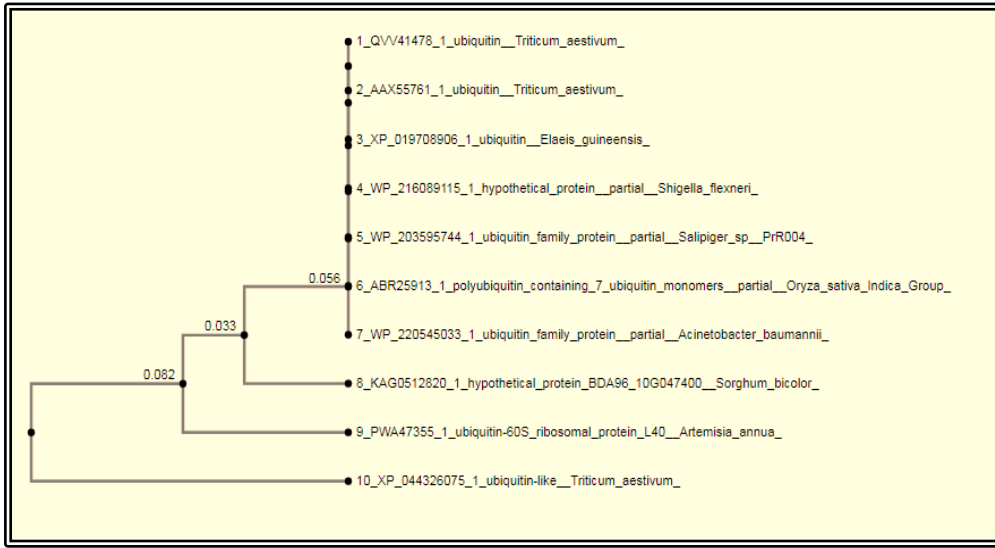 1_QVV41478_1_ubiquitin__Triticum_aestivum_
2_AAX55761_1_ubiquitin__Triticum_aestivum_
3_XP_019708906_1_ubiquitin__Elaeis_guineensis_
4_WP_216089115_1_hypothetical_protein__partial__Shigella_flexneri_
5_WP_203595744_1_ubiquitin_family_protein__partial__Salipiger_sp__PrR004_
0.056
6_ABR25913_1_polyubiquitin_containing_7_ubiquitin_monomers__partial__Oryza_sativa_Indica_Group_
0.033
7_WP_220545033_1_ubiquitin_family_protein__partial__Acinetobacter_baumannii_
0.082
8_KAG0512820_1_hypothetical_protein_BDA96_10G047400__Sorghum_bicolor_
9_PWA47355_1_ubiquitin-60S_ribosomal_protein_L40__Artemisia_annua_
10_XP_044326075_1_ubiquitin-like__Triticum_aestivum_